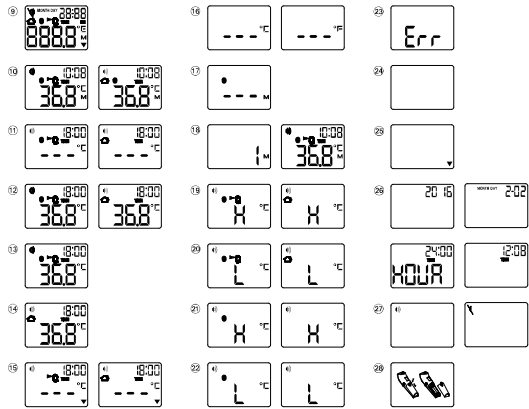 ⑨
MONTH DAY 28:88
888.8 M
⑩
10:08
36.8 °C M
10:08
36.8 °C M
⑪
18:00
--- °C
18:00
--- °C
⑫
18:00
36.8 °C
18:00
36.8 °C
⑬
18:00
36.8 °C
⑭
18:00
36.8 °C
⑮
18:00
--- °C
18:00
--- °C
⑯
--- °C
--- °F
⑰
--- M
⑱
1 M
10:08
36.8 °C M
⑲
H °C
H °C
⑳
L °C
L °C
㉑
H °C
H °C
㉒
L °C
L °C
㉓
Err
㉔
㉕
㉖
2016
MONTH DAY 2-02
24:00
HOUR
12:08
㉗
㉘